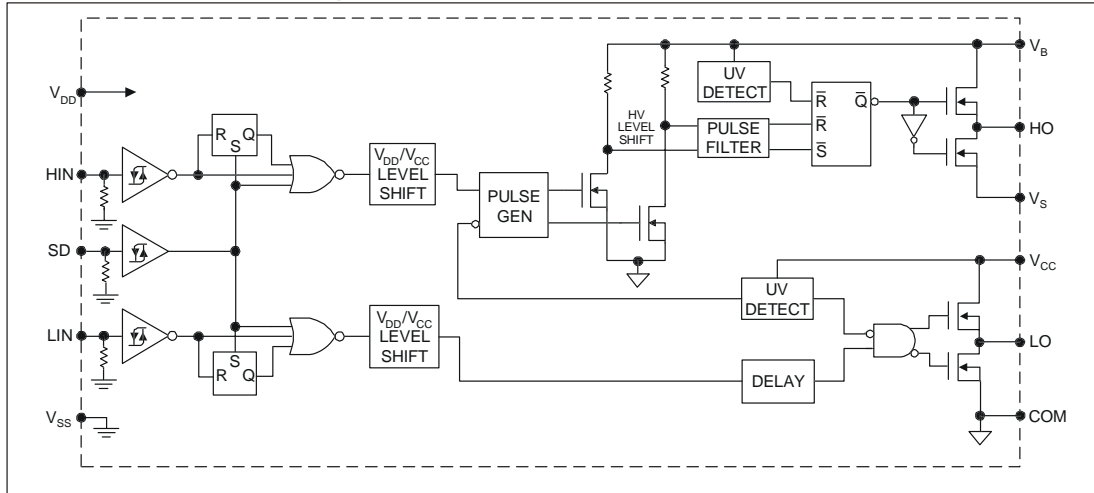 V_B
UV
DETECT
V_DD
R̅ Q̅
HV
LEVEL
SHIFT
R Q
S
PULSE
FILTER
R̅
S̅
HO
HIN
V_DD/V_CC
LEVEL
SHIFT
PULSE
GEN
V_S
SD
V_CC
UV
DETECT
LIN
V_DD/V_CC
LEVEL
SHIFT
LO
S
R Q
DELAY
V_SS
COM